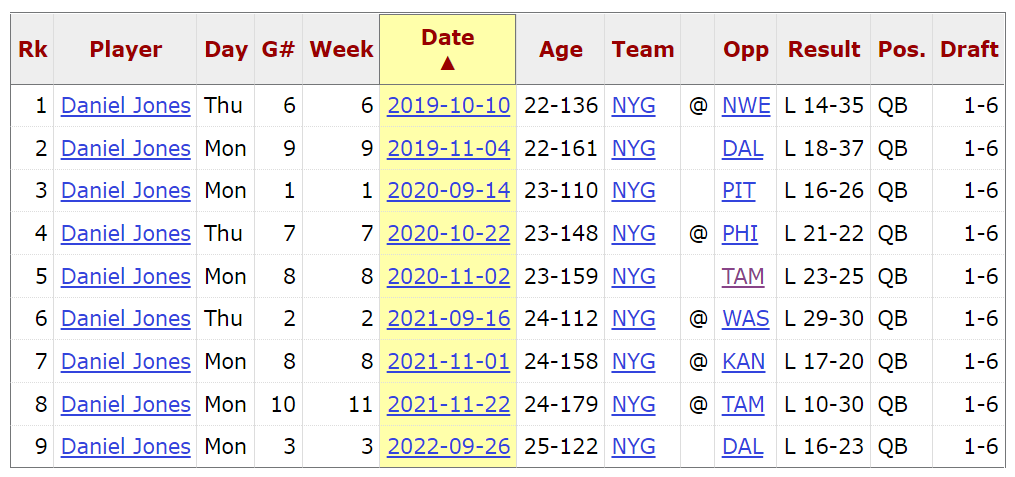 Rk Player Day G# Week Date ▲ Age Team Opp Result Pos. Draft
1 Daniel Jones Thu 6 6 2019-10-10 22-136 NYG @ NWE L 14-35 QB 1-6
2 Daniel Jones Mon 9 9 2019-11-04 22-161 NYG DAL L 18-37 QB 1-6
3 Daniel Jones Mon 1 1 2020-09-14 23-110 NYG PIT L 16-26 QB 1-6
4 Daniel Jones Thu 7 7 2020-10-22 23-148 NYG @ PHI L 21-22 QB 1-6
5 Daniel Jones Mon 8 8 2020-11-02 23-159 NYG TAM L 23-25 QB 1-6
6 Daniel Jones Thu 2 2 2021-09-16 24-112 NYG @ WAS L 29-30 QB 1-6
7 Daniel Jones Mon 8 8 2021-11-01 24-158 NYG @ KAN L 17-20 QB 1-6
8 Daniel Jones Mon 10 11 2021-11-22 24-179 NYG @ TAM L 10-30 QB 1-6
9 Daniel Jones Mon 3 3 2022-09-26 25-122 NYG DAL L 16-23 QB 1-6